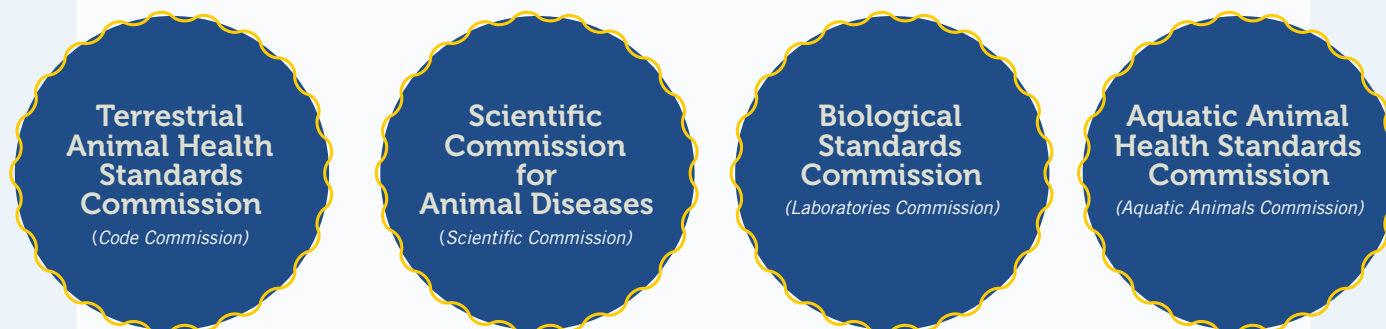 Terrestrial
Animal Health
Standards
Commission
(Code Commission)
Scientific
Commission
for
Animal Diseases
(Scientific Commission)
Biological
Standards
Commission
(Laboratories Commission)
Aquatic Animal
Health Standards
Commission
(Aquatic Animals Commission)